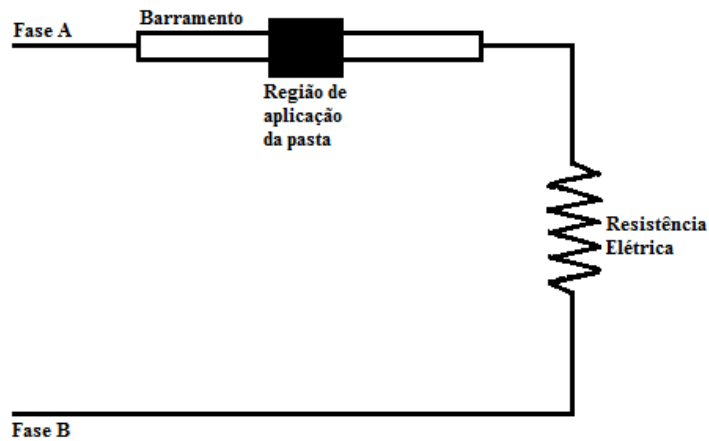 Barramento
Fase A
Região de
aplicação
da pasta
Resistência
Elétrica
Fase B